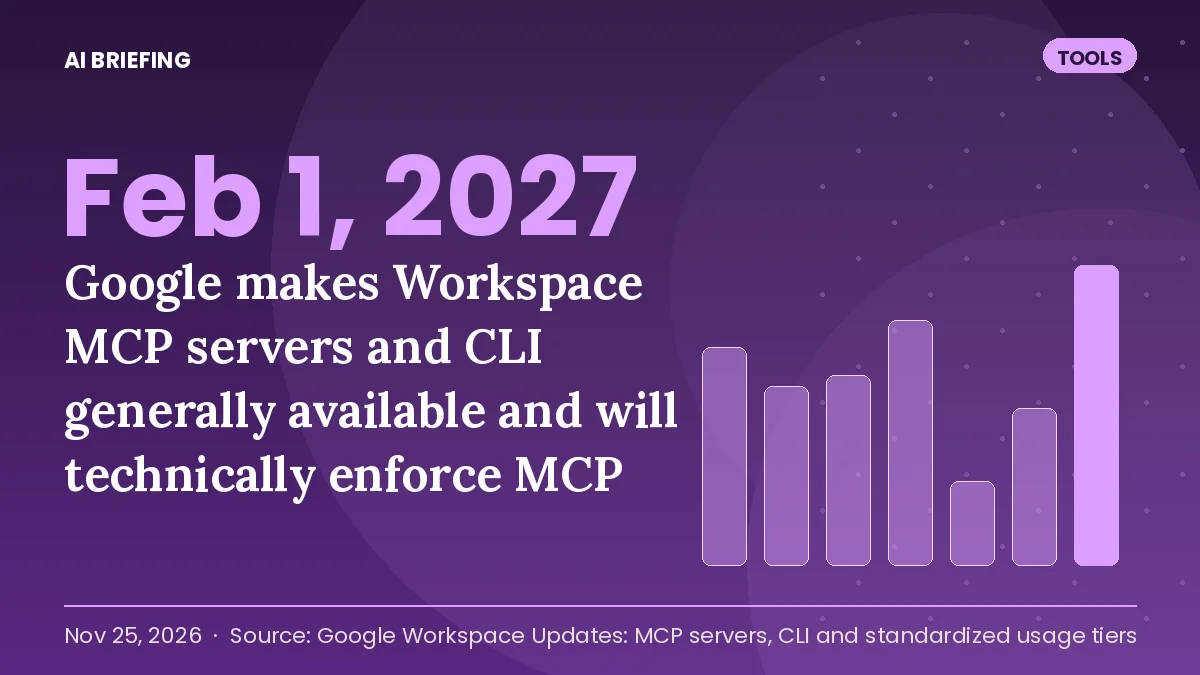 AI BRIEFING
TOOLS
Feb 1, 2027
Google makes Workspace
MCP servers and CLI
generally available and will
technically enforce MCP
Nov 25, 2026 · Source: Google Workspace Updates: MCP servers, CLI and standardized usage tiers